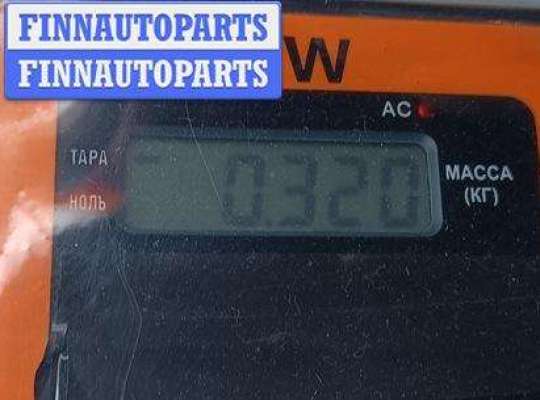 FINNAUTOPARTS
FINNAUTOPARTS
W
AC
ТАРА
0.320
МАССА
(КГ)
НОЛЬ